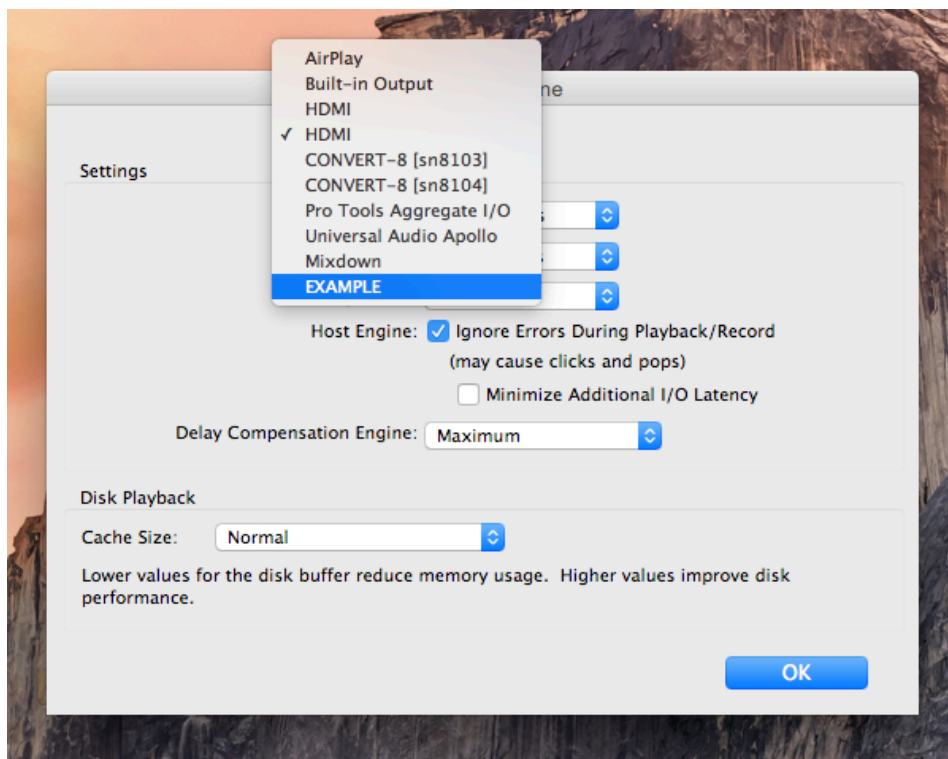 AirPlay
Built-in Output
HDMI
✓ HDMI
CONVERT-8 [sn8103]
CONVERT-8 [sn8104]
Pro Tools Aggregate I/O
Universal Audio Apollo
Mixdown
EXAMPLE
Settings
Host Engine: Ignore Errors During Playback/Record
(may cause clicks and pops)
Minimize Additional I/O Latency
Delay Compensation Engine: Maximum
Disk Playback
Cache Size: Normal
Lower values for the disk buffer reduce memory usage. Higher values improve disk
performance.
OK